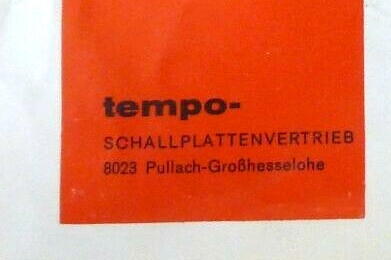 tempo-
SCHALLPLATTENVERTRIEB
8023 Pullach-Großhesselohe